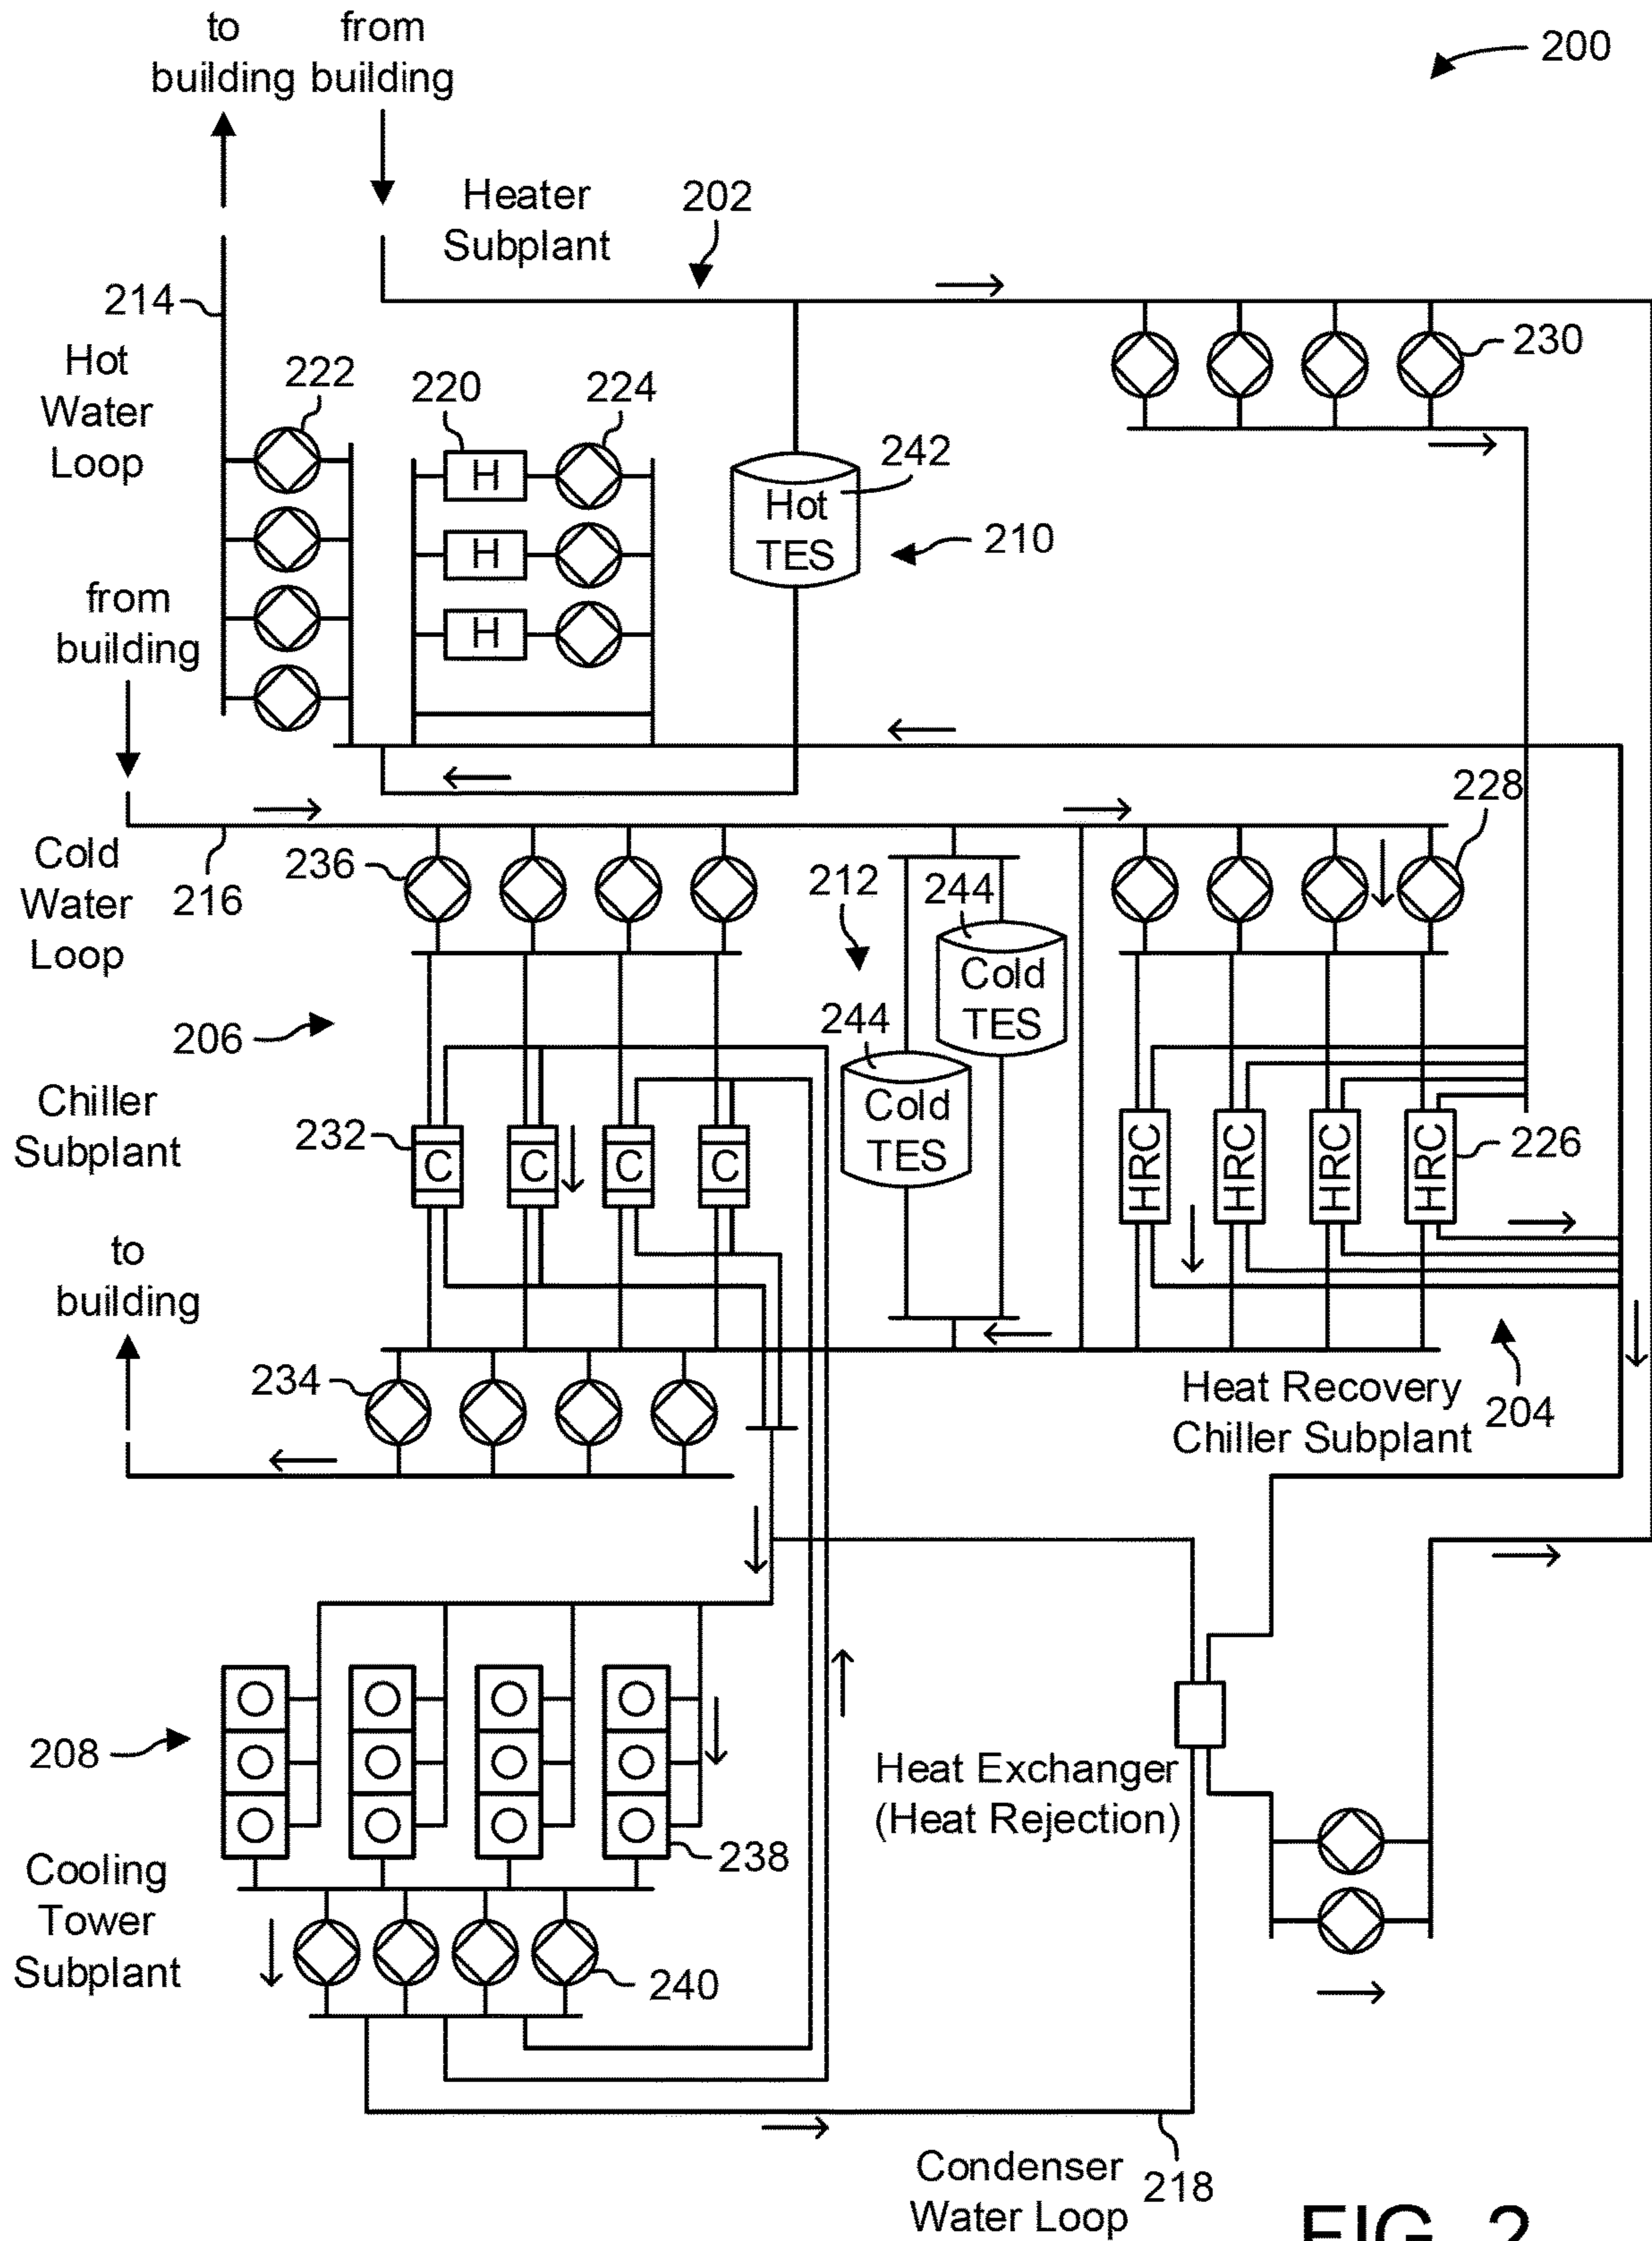 to
building
from
building
200
Heater
Subplant
202
214
Hot
Water
Loop
222
220
224
230
H
H
H
Hot
TES
242
210
from
building
228
Cold
Water
Loop
216
236
212
244
Cold
TES
244
Cold
TES
206
Chiller
Subplant
232
C
C
C
C
HRC
HRC
HRC
HRC
226
to
building
234
Heat Recovery
Chiller Subplant
204
208
Heat Exchanger
(Heat Rejection)
238
Cooling
Tower
Subplant
240
Condenser
Water Loop
218
FIG. 2